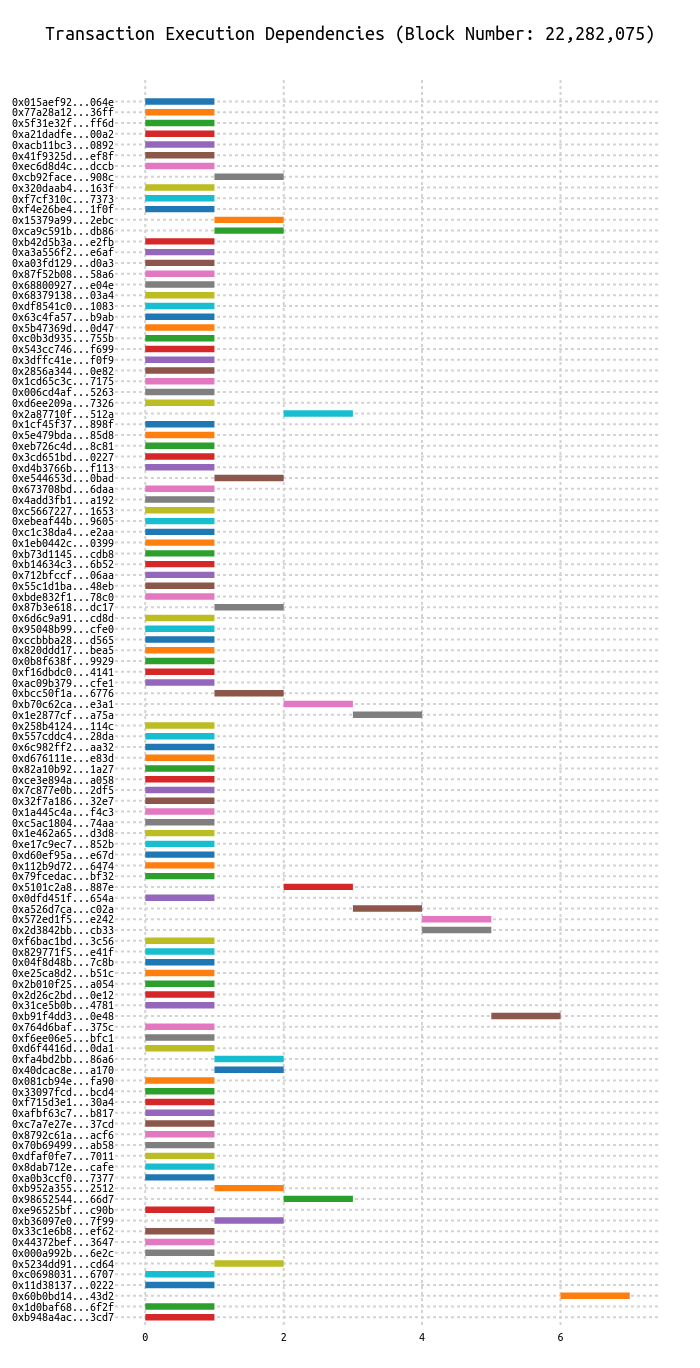 Transaction Execution Dependencies (Block Number: 22,282,075)
0x015aef92...064e
0x77a28a12...36ff
0x5f31e32f...ff6d
0xa21dadfe...00a2
0xacb11bc3...0892
0x41f9325d...ef8f
0xec6d8d4c...dccb
0xcb92face...908c
0x320daab4...163f
0xf7cf310c...7373
0xf4e26be4...1f0f
0x15379a99...2ebc
0xca9c591b...db86
0xb42d5b3a...e2fb
0xa3a556f2...e6af
0xa03fd129...d0a3
0x87f52b08...58a6
0x68800927...e04e
0x68379138...03a4
0xdf8541c0...1083
0x63c4fa57...b9ab
0x5b47369d...0d47
0xc0b3d935...755b
0x543cc746...f699
0x3dffc41e...f0f9
0x2856a344...0e82
0x1cd65c3c...7175
0x006cd4af...5263
0xd6ee209a...7326
0x2a87710f...512a
0x1cf45f37...898f
0x5e479bda...85d8
0xeb726c4d...8c81
0x3cd651bd...0227
0xd4b3766b...f113
0xe544653d...0bad
0x673708bd...6daa
0x4add3fb1...a192
0xc5667227...1653
0xebeaf44b...9605
0xc1c38da4...e2aa
0x1eb0442c...0399
0xb73d1145...cdb8
0xb14634c3...6b52
0x712bfccf...06aa
0x55c1d1ba...48eb
0xbde832f1...78c0
0x87b3e618...dc17
0x6d6c9a91...cd8d
0x95048b99...cfe0
0xccbbba28...d565
0x820ddd17...bea5
0x0b8f638f...9929
0xf16dbdc0...4141
0xac09b379...cfe1
0xbcc50f1a...6776
0xb70c62ca...e3a1
0x1e2877cf...a75a
0x258b4124...114c
0x557cddc4...28da
0x6c982ff2...aa32
0xd676111e...e83d
0x82a10b92...1a27
0xce3e894a...a058
0x7c877e0b...2df5
0x32f7a186...32e7
0x1a445c4a...f4c3
0xc5ac1804...74aa
0x1e462a65...d3d8
0xe17c9ec7...852b
0xd60ef95a...e67d
0x112b9d72...6474
0x79fcedac...bf32
0x5101c2a8...887e
0x0dfd451f...654a
0xa526d7ca...c02a
0x572ed1f5...e242
0x2d3842bb...cb33
0xf6bac1bd...3c56
0x829771f5...e41f
0x04f8d48b...7c8b
0xe25ca8d2...b51c
0x2b010f25...a054
0x2d26c2bd...0e12
0x31ce5b0b...4781
0xb91f4dd3...0e48
0x764d6baf...375c
0xf6ee06e5...bfc1
0xd6f4416d...0da1
0xfa4bd2bb...86a6
0x40dcac8e...a170
0x081cb94e...fa90
0x33097fcd...bcd4
0xf715d3e1...30a4
0xafbf63c7...b817
0xc7a7e27e...37cd
0x8792c61a...acf6
0x70b69499...ab58
0xdfaf0fe7...7011
0x8dab712e...cafe
0xa0b3ccf0...7377
0xb952a355...2512
0x98652544...66d7
0xe96525bf...c90b
0xb36097e0...7f99
0x33c1e6b8...ef62
0x44372bef...3647
0x000a992b...6e2c
0x5234dd91...cd64
0xc0698031...6707
0x11d38137...0222
0x60b0bd14...43d2
0x1d0baf68...6f2f
0xb948a4ac...3cd7
0 2 4 6